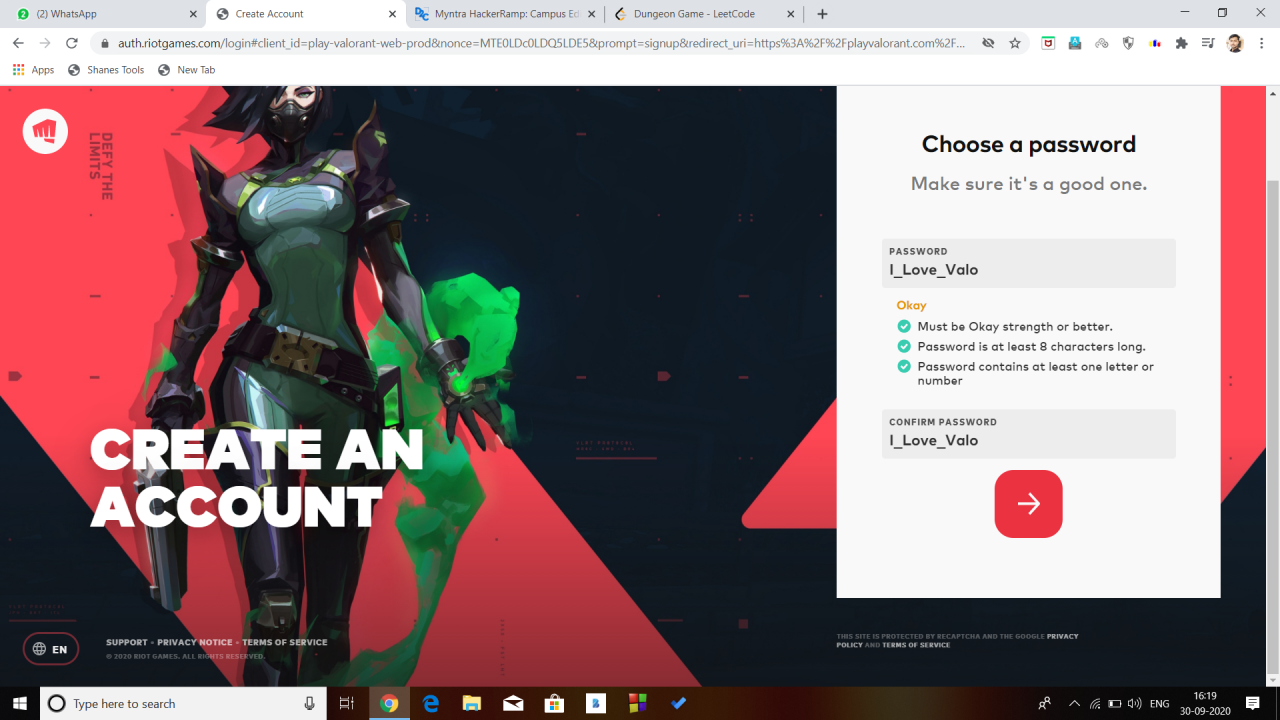 (2) WhatsApp
Create Account
Myntra HackerRamp: Campus Ed
Dungeon Game - LeetCode
auth.riotgames.com/login#client_id=play-valorant-web-prod&nonce=MTE0LDc0LDQ5LDE5&prompt=signup&redirect_uri=https%3A%2F%2Fplayvalorant.com%2F...
Apps
Shanes Tools
New Tab
DEFY THE
LIMITS
CREATE AN
ACCOUNT
Choose a password
Make sure it's a good one.
PASSWORD
I_Love_Valo
Okay
Must be Okay strength or better.
Password is at least 8 characters long.
Password contains at least one letter or
number
CONFIRM PASSWORD
I_Love_Valo
EN
SUPPORT • PRIVACY NOTICE • TERMS OF SERVICE
© 2020 RIOT GAMES. ALL RIGHTS RESERVED.
THIS SITE IS PROTECTED BY RECAPTCHA AND THE GOOGLE PRIVACY
POLICY AND TERMS OF SERVICE
Type here to search
ENG
16:19
30-09-2020